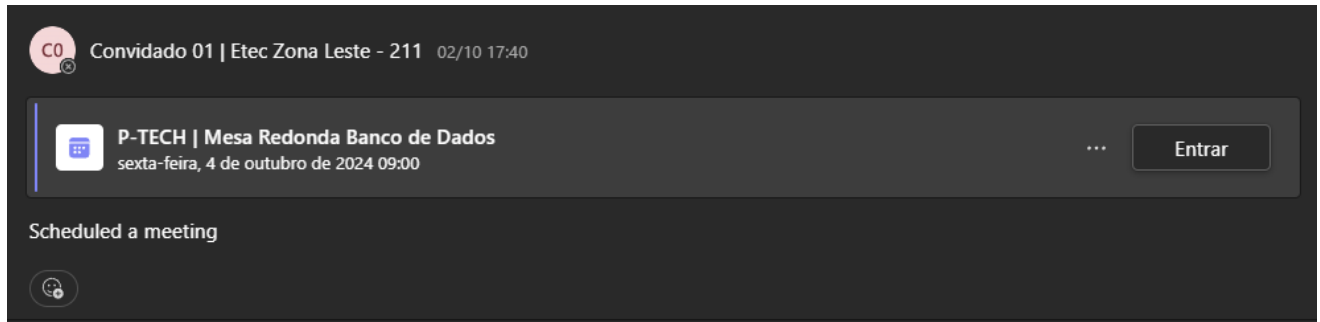 C0
Convidado 01 | Etec Zona Leste - 211 02/10 17:40
P-TECH | Mesa Redonda Banco de Dados
sexta-feira, 4 de outubro de 2024 09:00
... Entrar
Scheduled a meeting